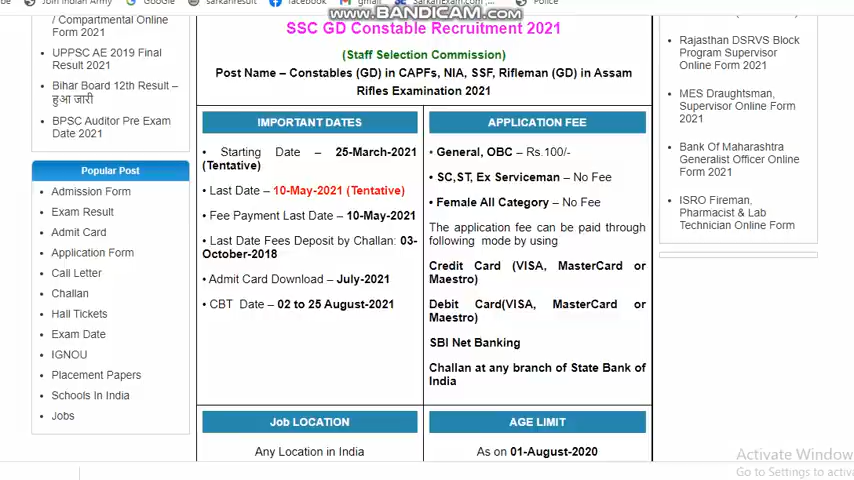 Join Indian Army
Google
sarkariresult
facebook
gmail
Police
www.BANDICAM.com
/ Compartmental Online
Form 2021
UPPSC AE 2019 Final
Result 2021
Bihar Board 12th Result –
हुआ जारी
BPSC Auditor Pre Exam
Date 2021
Popular Post
Admission Form
Exam Result
Admit Card
Application Form
Call Letter
Challan
Hall Tickets
Exam Date
IGNOU
Placement Papers
Schools In India
Jobs
SSC GD Constable Recruitment 2021
(Staff Selection Commission)
Post Name – Constables (GD) in CAPFs, NIA, SSF, Rifleman (GD) in Assam
Rifles Examination 2021
IMPORTANT DATES
Starting Date – 25-March-2021
(Tentative)
Last Date – 10-May-2021 (Tentative)
Fee Payment Last Date – 10-May-2021
Last Date Fees Deposit by Challan: 03-
October-2018
Admit Card Download – July-2021
CBT Date – 02 to 25 August-2021
APPLICATION FEE
General, OBC – Rs.100/-
SC,ST, Ex Serviceman – No Fee
Female All Category – No Fee
The application fee can be paid through
following mode by using
Credit Card (VISA, MasterCard or
Maestro)
Debit Card(VISA, MasterCard or
Maestro)
SBI Net Banking
Challan at any branch of State Bank of
India
Job LOCATION
Any Location in India
AGE LIMIT
As on 01-August-2020
Rajasthan DSRVS Block
Program Supervisor
Online Form 2021
MES Draughtsman,
Supervisor Online Form
2021
Bank Of Maharashtra
Generalist Officer Online
Form 2021
ISRO Fireman,
Pharmacist & Lab
Technician Online Form
Activate Window
Go to Settings to activa